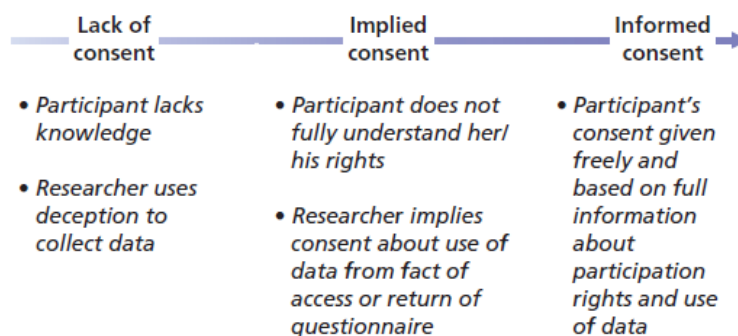 Lack of
consent
Implied
consent
Informed
consent
• Participant lacks
knowledge
• Researcher uses
deception to
collect data
• Participant does not
fully understand her/
his rights
• Researcher implies
consent about use of
data from fact of
access or return of
questionnaire
• Participant’s
consent given
freely and
based on full
information
about
participation
rights and use
of data